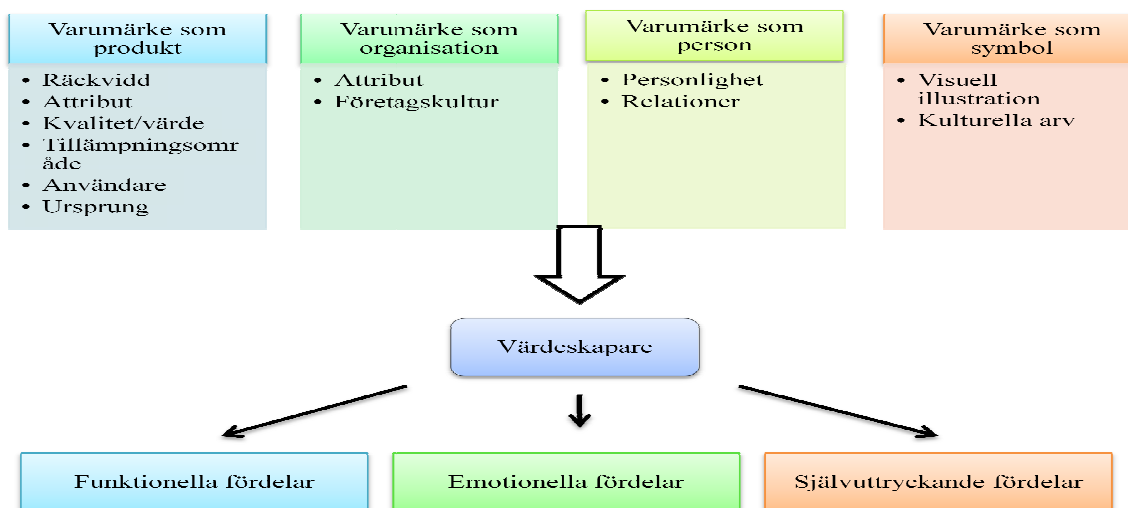 Varumärke som
produkt
• Räckvidd
• Attribut
• Kvalitet/värde
• Tillämpningsområ
åde
• Användare
• Ursprung
Varumärke som
organisation
• Attribut
• Företagskultur
Varumärke som
person
• Personlighet
• Relationer
Varumärke som
symbol
• Visuell
illustration
• Kulturella arv
Värdeskapare
Funktionella fördelar
Emotionella fördelar
Självuttryckande fördelar